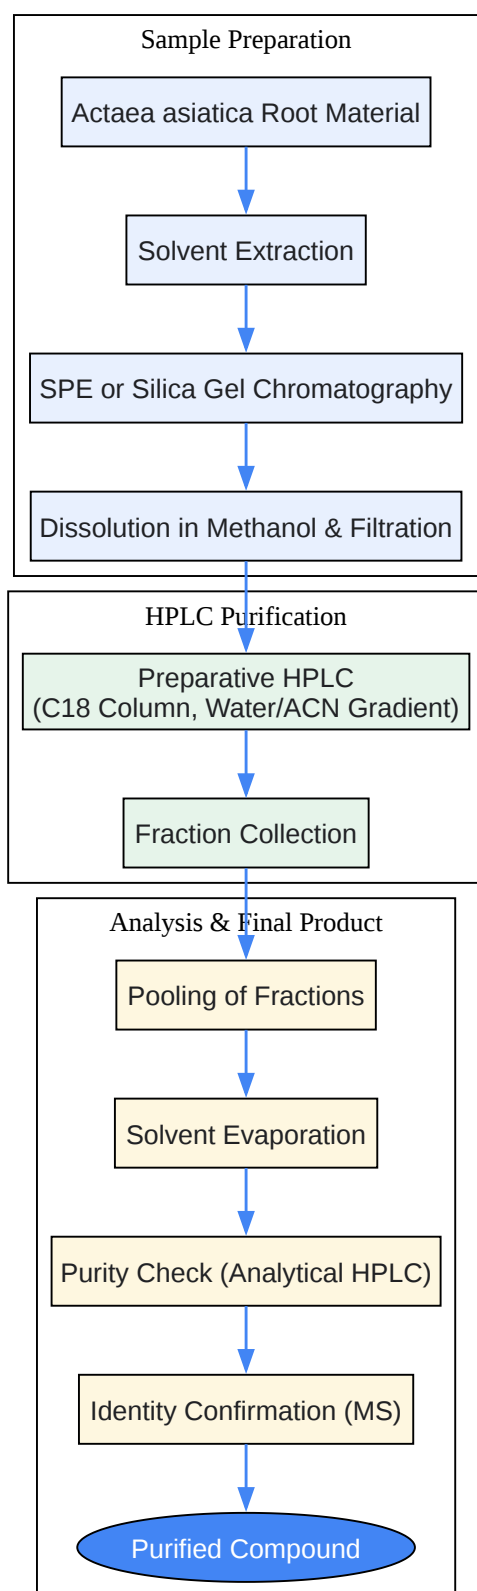 Sample Preparation
Actaea asiatica Root Material
Solvent Extraction
SPE or Silica Gel Chromatography
Dissolution in Methanol & Filtration
HPLC Purification
Preparative HPLC
(C18 Column, Water/ACN Gradient)
Fraction Collection
Analysis & Final Product
Pooling of Fractions
Solvent Evaporation
Purity Check (Analytical HPLC)
Identity Confirmation (MS)
Purified Compound